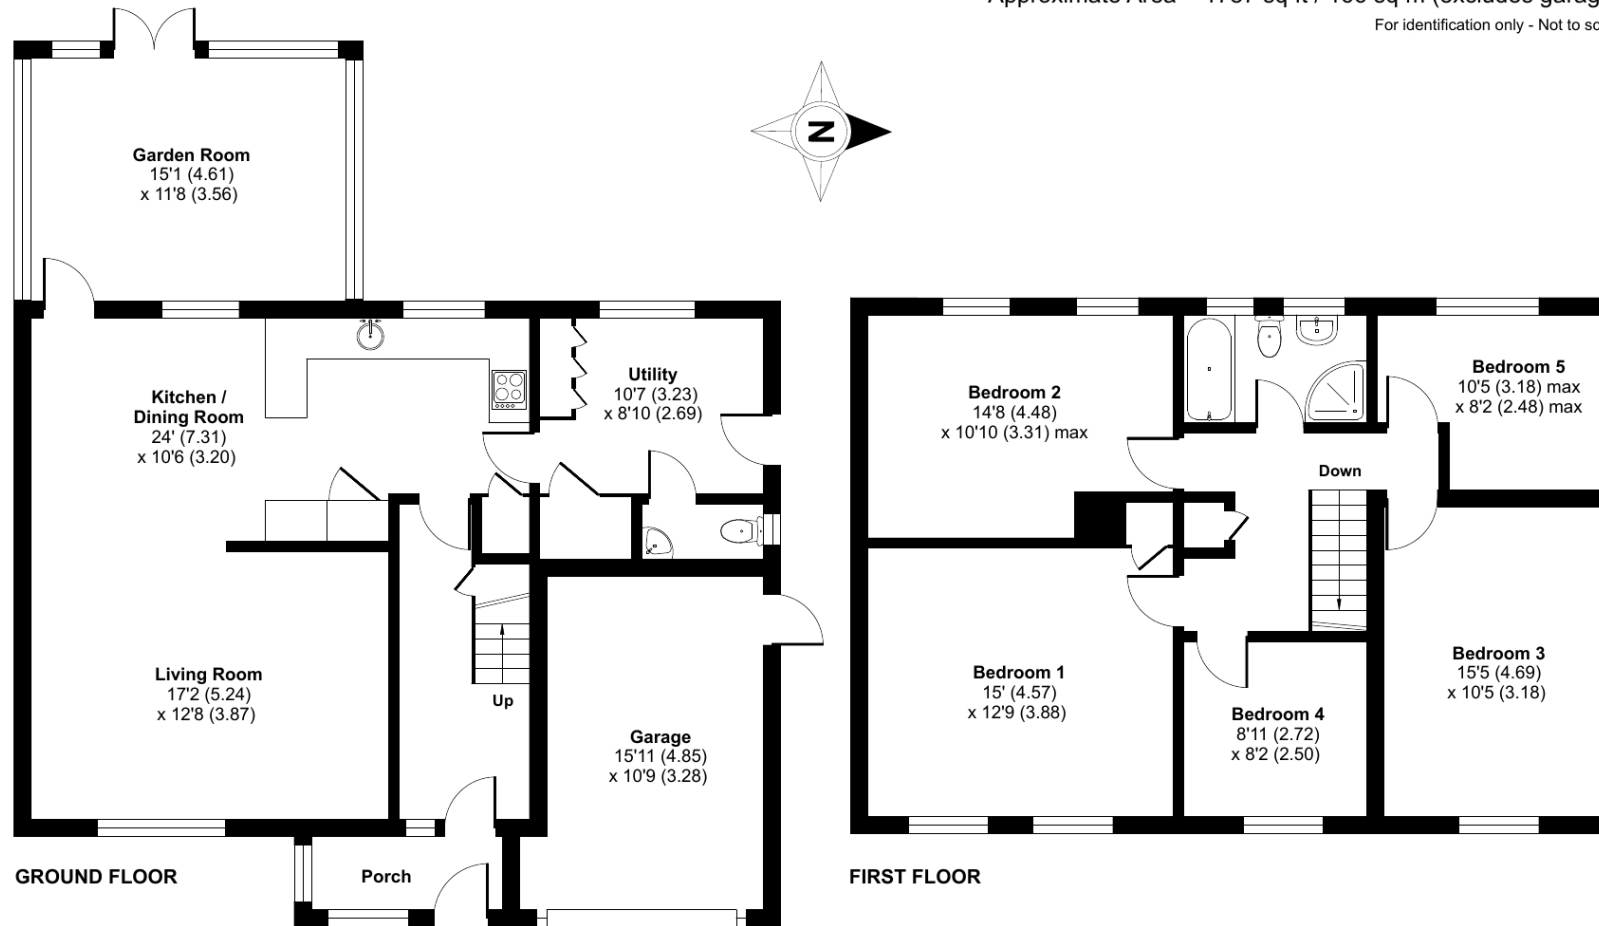 For identification only - Not to
N
Garden Room
15'1 (4.61)
x 11'8 (3.56)
Kitchen /
Dining Room
24' (7.31)
x 10'6 (3.20)
Utility
10'7 (3.23)
x 8'10 (2.69)
Living Room
17'2 (5.24)
x 12'8 (3.87)
Up
Garage
15'11 (4.85)
x 10'9 (3.28)
Porch
GROUND FLOOR
Bedroom 2
14'8 (4.48)
x 10'10 (3.31) max
Bedroom 5
10'5 (3.18) max
x 8'2 (2.48) max
Down
Bedroom 1
15' (4.57)
x 12'9 (3.88)
Bedroom 4
8'11 (2.72)
x 8'2 (2.50)
Bedroom 3
15'5 (4.69)
x 10'5 (3.18)
FIRST FLOOR